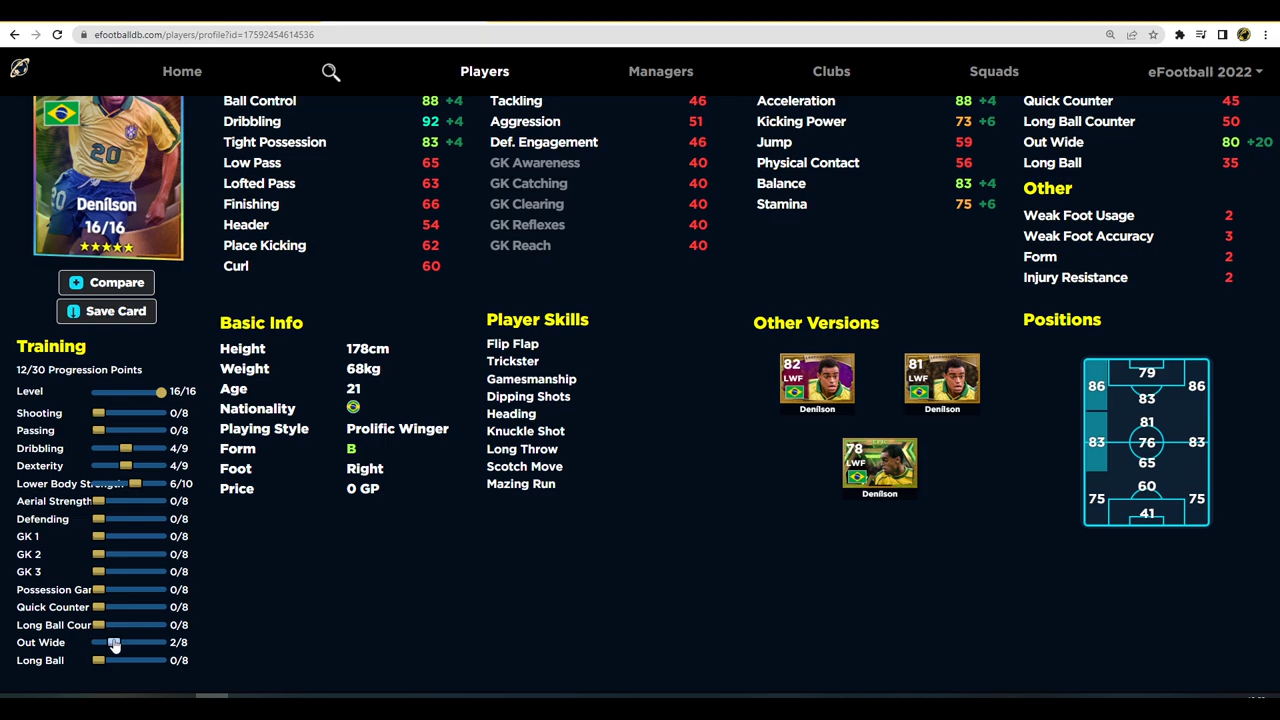 efootballdb.com/players/profile?id=17592454614536
Home
Players
Managers
Clubs
Squads
eFootball 2022
20
20
Denílson
16/16
Compare
Save Card
Training
12/30 Progression Points
Level 16/16
Shooting 0/8
Passing 0/8
Dribbling 4/9
Dexterity 4/9
Lower Body Strength 6/10
Aerial Strength 0/8
Defending 0/8
GK 1 0/8
GK 2 0/8
GK 3 0/8
Possession Gam 0/8
Quick Counter 0/8
Long Ball Cour 0/8
Out Wide 2/8
Long Ball 0/8
Ball Control 88 +4
Dribbling 92 +4
Tight Possession 83 +4
Low Pass 65
Lofted Pass 63
Finishing 66
Header 54
Place Kicking 62
Curl 60
Tackling 46
Aggression 51
Def. Engagement 46
GK Awareness 40
GK Catching 40
GK Clearing 40
GK Reflexes 40
GK Reach 40
Acceleration 88 +4
Kicking Power 73 +6
Jump 59
Physical Contact 56
Balance 83 +4
Stamina 75 +6
Quick Counter 45
Long Ball Counter 50
Out Wide 80 +20
Long Ball 35
Other
Weak Foot Usage 2
Weak Foot Accuracy 3
Form 2
Injury Resistance 2
Basic Info
Height 178cm
Weight 68kg
Age 21
Nationality
Playing Style Prolific Winger
Form B
Foot Right
Price 0 GP
Player Skills
Flip Flap
Trickster
Gamesmanship
Dipping Shots
Heading
Knuckle Shot
Long Throw
Scotch Move
Mazing Run
Other Versions
82
LWF
Denílson
81
LWF
Denílson
78
LWF
Denílson
Positions
79
86 86
83
81
83 76 83
65
60
75 75
41